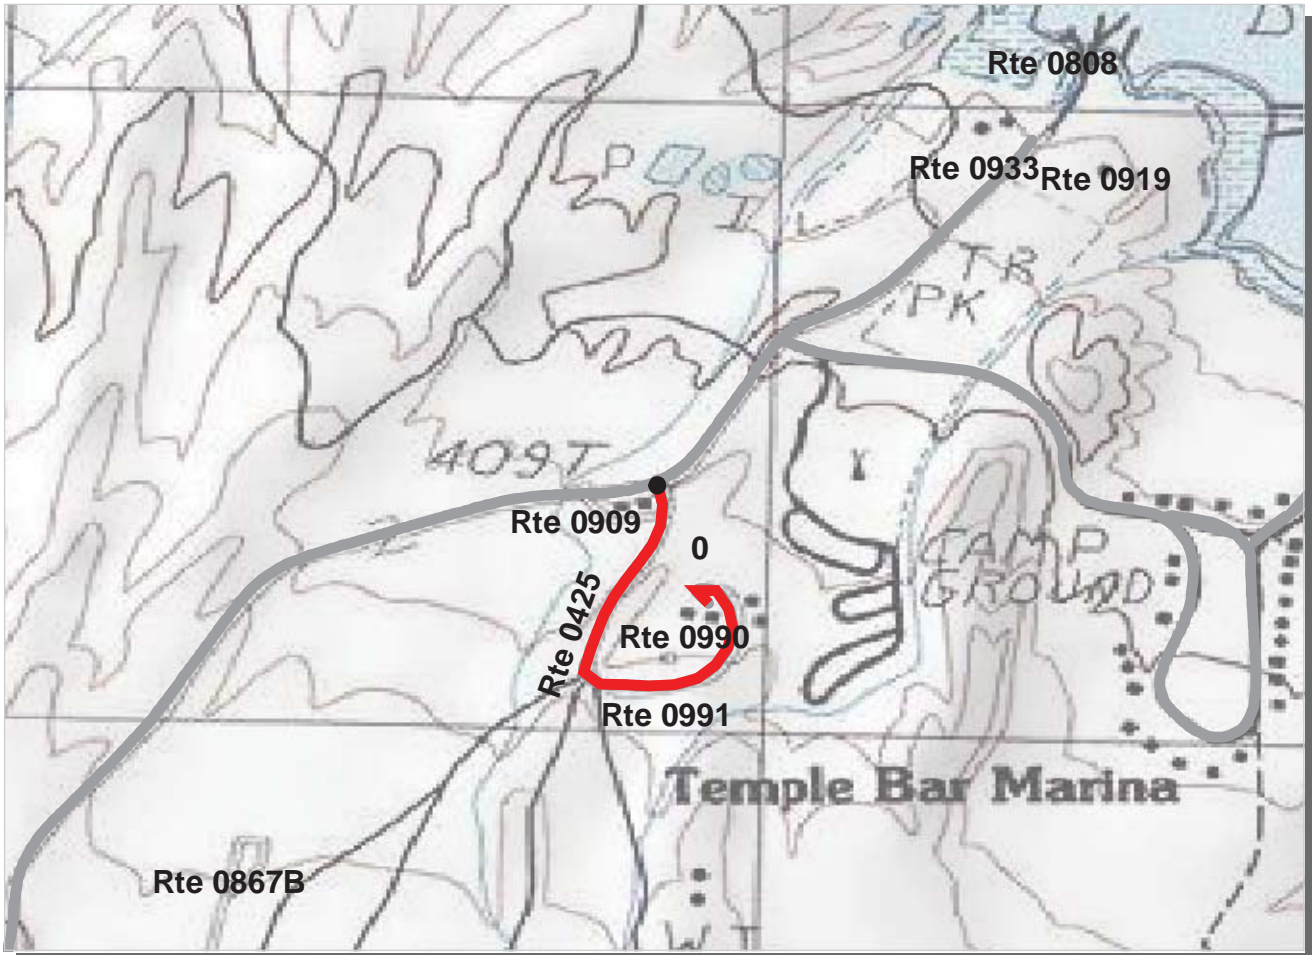 D
Rte 0808
Rte 0933
Rte 0919
P
I
TR
PK
409T
Rte 0909
0
CAMP
GROUND
Rte 0425
Rte 0990
Rte 0991
Temple Bar Marina
Rte 0867B
W T